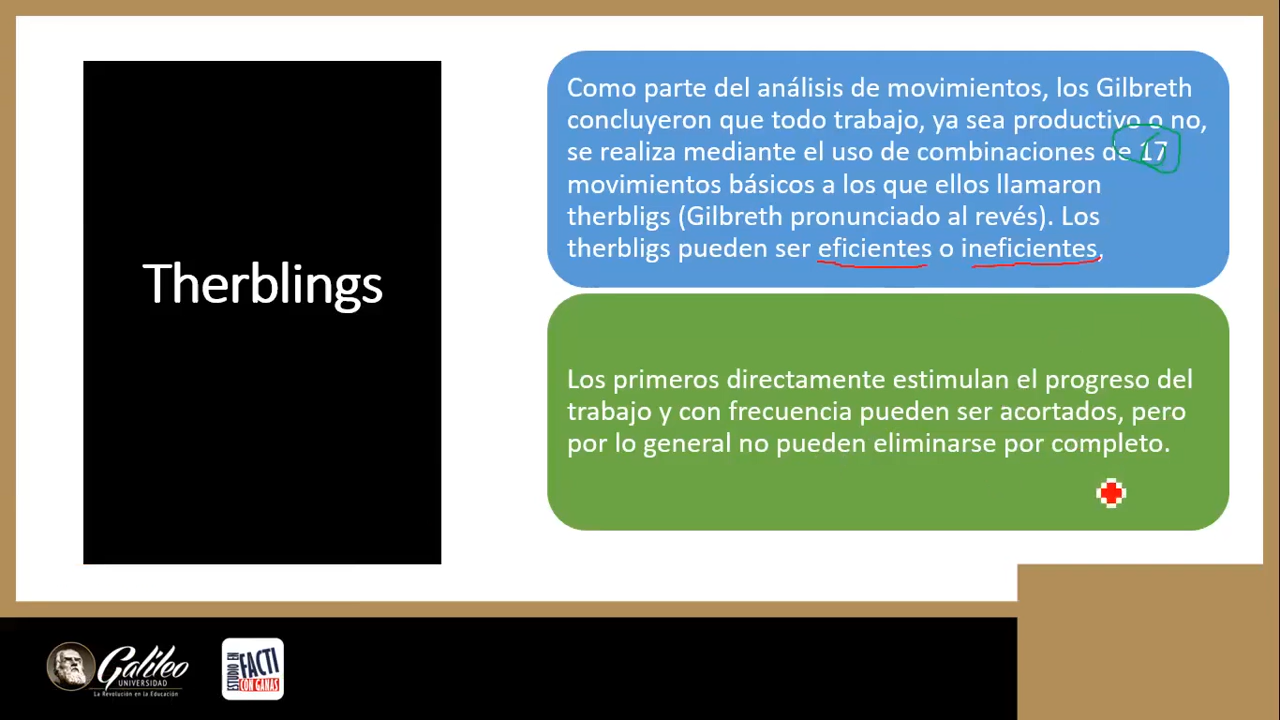 Therblings
Como parte del análisis de movimientos, los Gilbreth
concluyeron que todo trabajo, ya sea productivo o no,
se realiza mediante el uso de combinaciones de 17
movimientos básicos a los que ellos llamaron
therbligs (Gilbreth pronunciado al revés). Los
therbligs pueden ser eficientes o ineficientes.
Los primeros directamente estimulan el progreso del
trabajo y con frecuencia pueden ser acortados, pero
por lo general no pueden eliminarse por completo.
Galileo
UNIVERSIDAD
La Revolución en la Educación
ESTUDIO EN
FACTI
CON GANAS